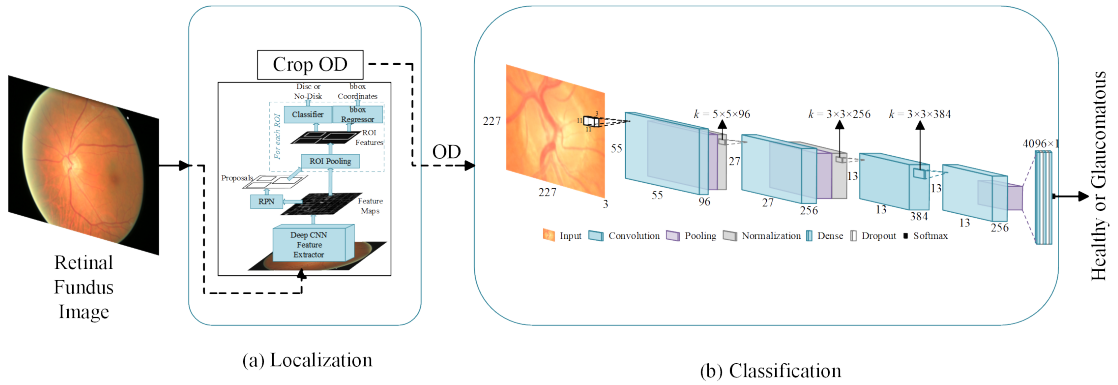 Retinal
Fundus
Image
Crop OD
Disc or
No-Disk
bbox
Coordinates
Classifier
bbox
Regressor
For each ROI
ROI
Features
ROI Pooling
Proposals
RPN
Feature
Maps
Deep CNN
Feature
Extractor
(a) Localization
OD
227
227
3
11
11
3
55
55
96
k = 5×5×96
27
27
256
k = 3×3×256
13
13
384
k = 3×3×384
13
13
256
4096×1
Input
Convolution
Pooling
Normalization
Dense
Dropout
Softmax
(b) Classification
Healthy or Glaucomatous